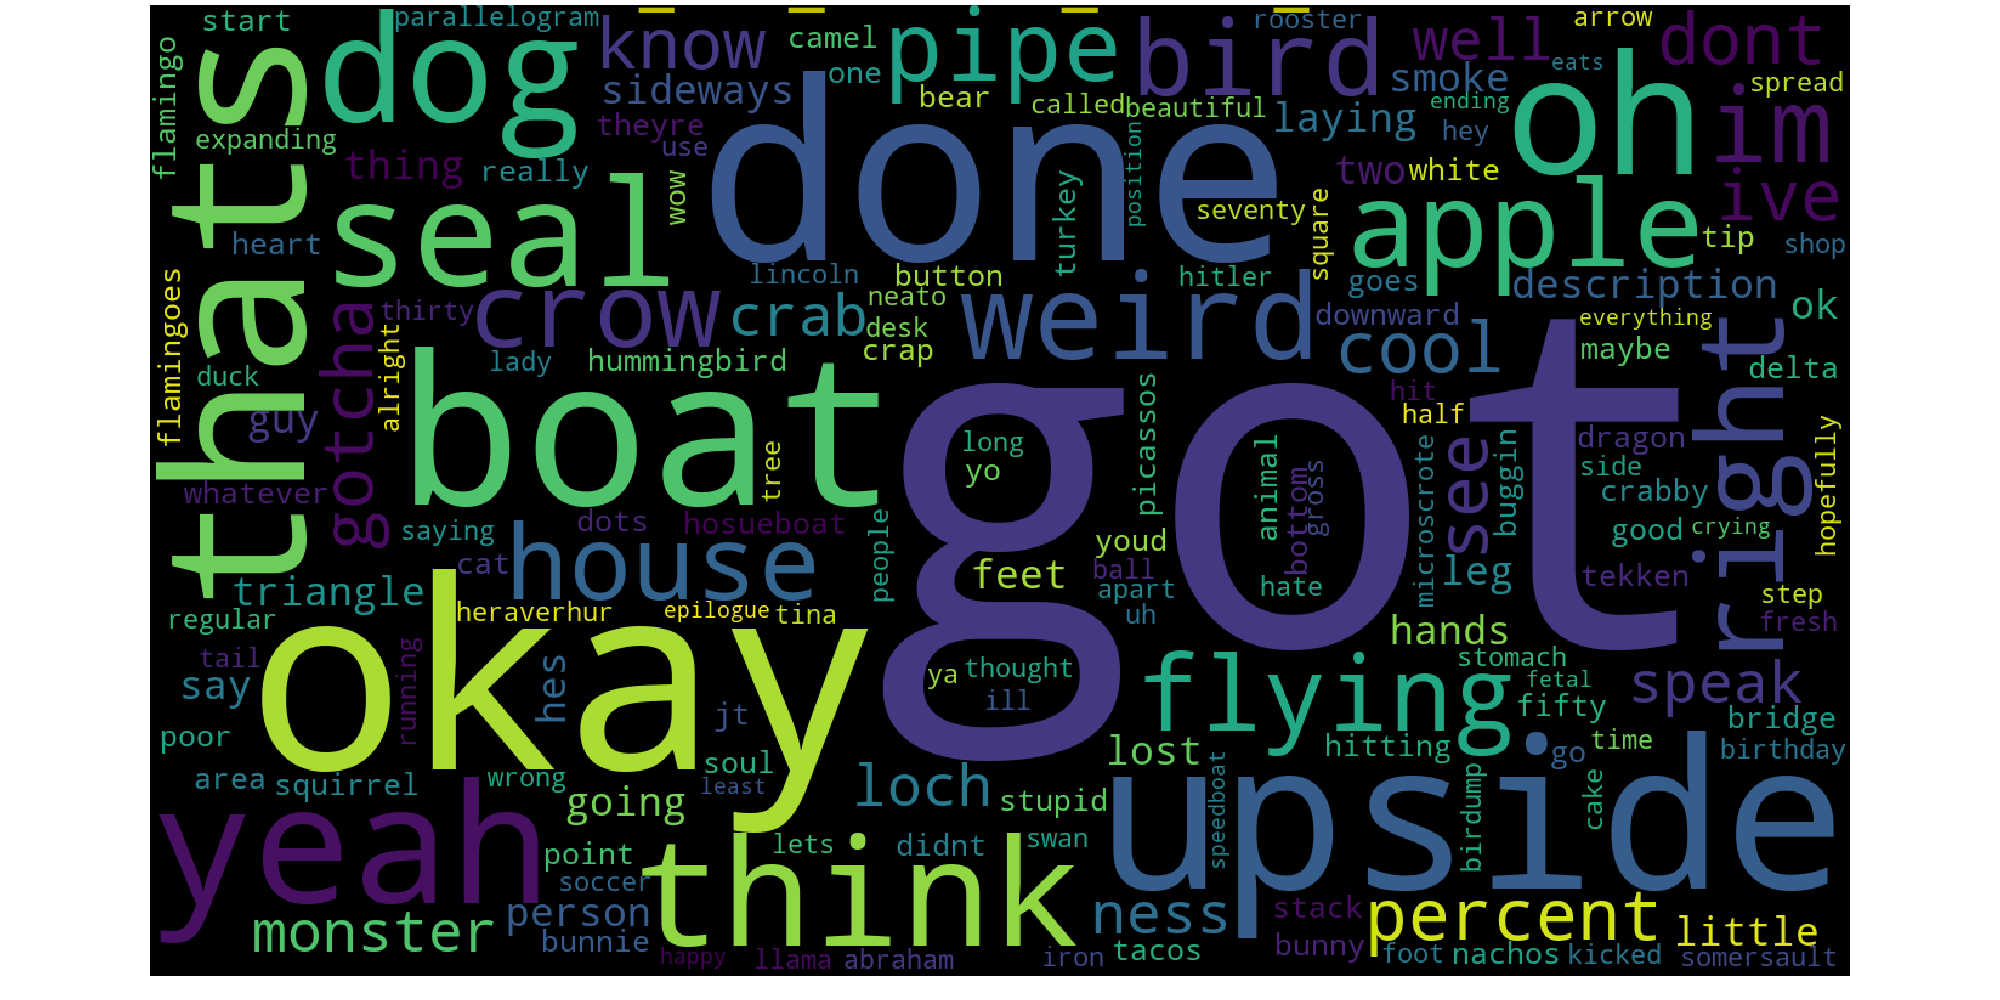 start
parallelogram
rooster
arrow
flamingo
thats
dog
know
camel
pipe
bird
well
dont
one
sideways
bear
called
beautiful
smoke
eats
oh
spread
im
expanding
theyre
use
done
laying
ending
hey
thing
really
seal
wow
turkey
position
seventy
square
two
white
apple
ive
tip
shop
heart
lincoln
button
hitler
goes
description
ok
flamingoes
gotcha
thirty
crow
crab
neato
desk
crap
weird
downward
cool
everything
maybe
right
delta
duck
guy
alright
lady
hummingbird
boat
got
hit
half
dragon
hopefully
whatever
tree
long
yo
picassos
animal
bottom
gross
microscrote
see
buggin
side
crabby
saying
dots
hosueboat
people
youd
good
crying
cat
house
feet
ball
apart
hate
leg
tekken
step
triangle
heraverhur
epilogue
tina
uh
fresh
regular
okay
hands
tail
running
say
hes
jt
ya
thought
ill
flying
stomach
fetal
speak
fifty
poor
lost
hitting
go
time
bridge
birthday
area
squirrel
wrong
soul
least
loch
stupid
speedboat
upside
birdump
cake
yeah
going
point
lets
didnt
swan
soccer
think
monster
person
bunnie
ness
stack
percent
little
happy
llama
abraham
iron
tacos
bunny
foot
nachos
kicked
somersault